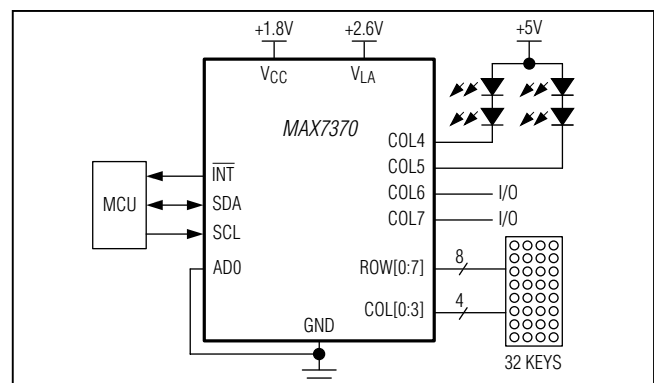 +1.8V
+2.6V
+5V
VCC
VLA
MAX7370
COL4
COL5
COL6
I/O
COL7
I/O
MCU
INT
SDA
SCL
AD0
ROW[0:7]
8
COL[0:3]
4
GND
32 KEYS